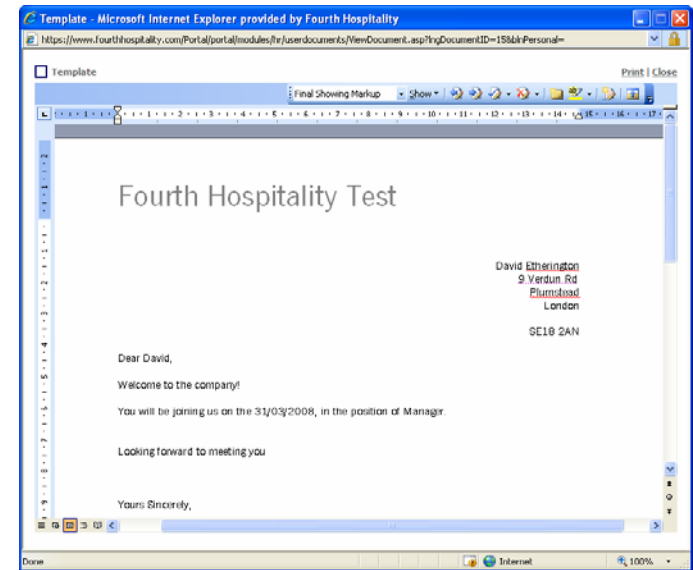 Template - Microsoft Internet Explorer provided by Fourth Hospitality
https://www.fourthhospitality.com/Portal/portal/modules/hr/userdocuments/ViewDocument.asp?lngDocumentID=158&blnPersonal=
Template
Print | Close
Final Showing Markup Show
Fourth Hospitality Test
David Etherington
9 Verdun Rd
Plumstead
London
SE18 2AN
Dear David,
Welcome to the company!
You will be joining us on the 31/03/2008, in the position of Manager.
Looking forward to meeting you
Yours Sincerely,
Done
Internet
100%